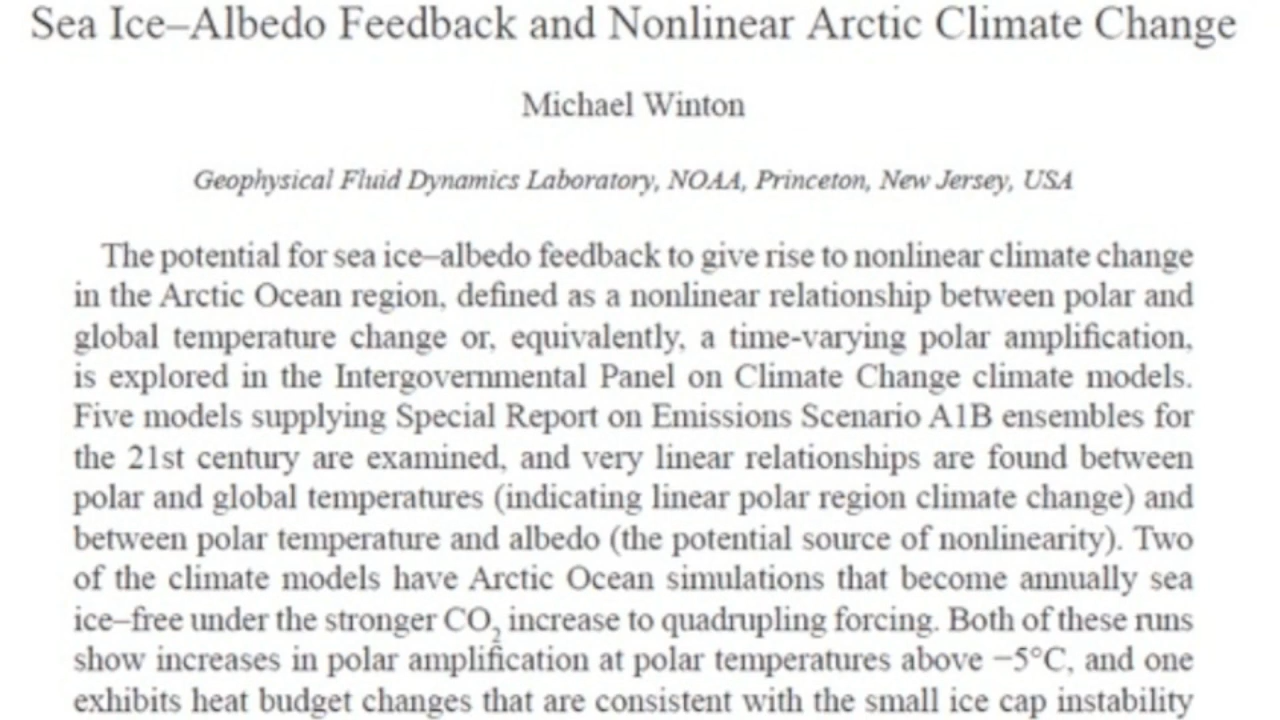 Sea Ice–Albedo Feedback and Nonlinear Arctic Climate Change
Michael Winton
Geophysical Fluid Dynamics Laboratory, NOAA, Princeton, New Jersey, USA
The potential for sea ice–albedo feedback to give rise to nonlinear climate change
in the Arctic Ocean region, defined as a nonlinear relationship between polar and
global temperature change or, equivalently, a time-varying polar amplification,
is explored in the Intergovernmental Panel on Climate Change climate models.
Five models supplying Special Report on Emissions Scenario A1B ensembles for
the 21st century are examined, and very linear relationships are found between
polar and global temperatures (indicating linear polar region climate change) and
between polar temperature and albedo (the potential source of nonlinearity). Two
of the climate models have Arctic Ocean simulations that become annually sea
ice–free under the stronger CO₂ increase to quadrupling forcing. Both of these runs
show increases in polar amplification at polar temperatures above −5°C, and one
exhibits heat budget changes that are consistent with the small ice cap instability